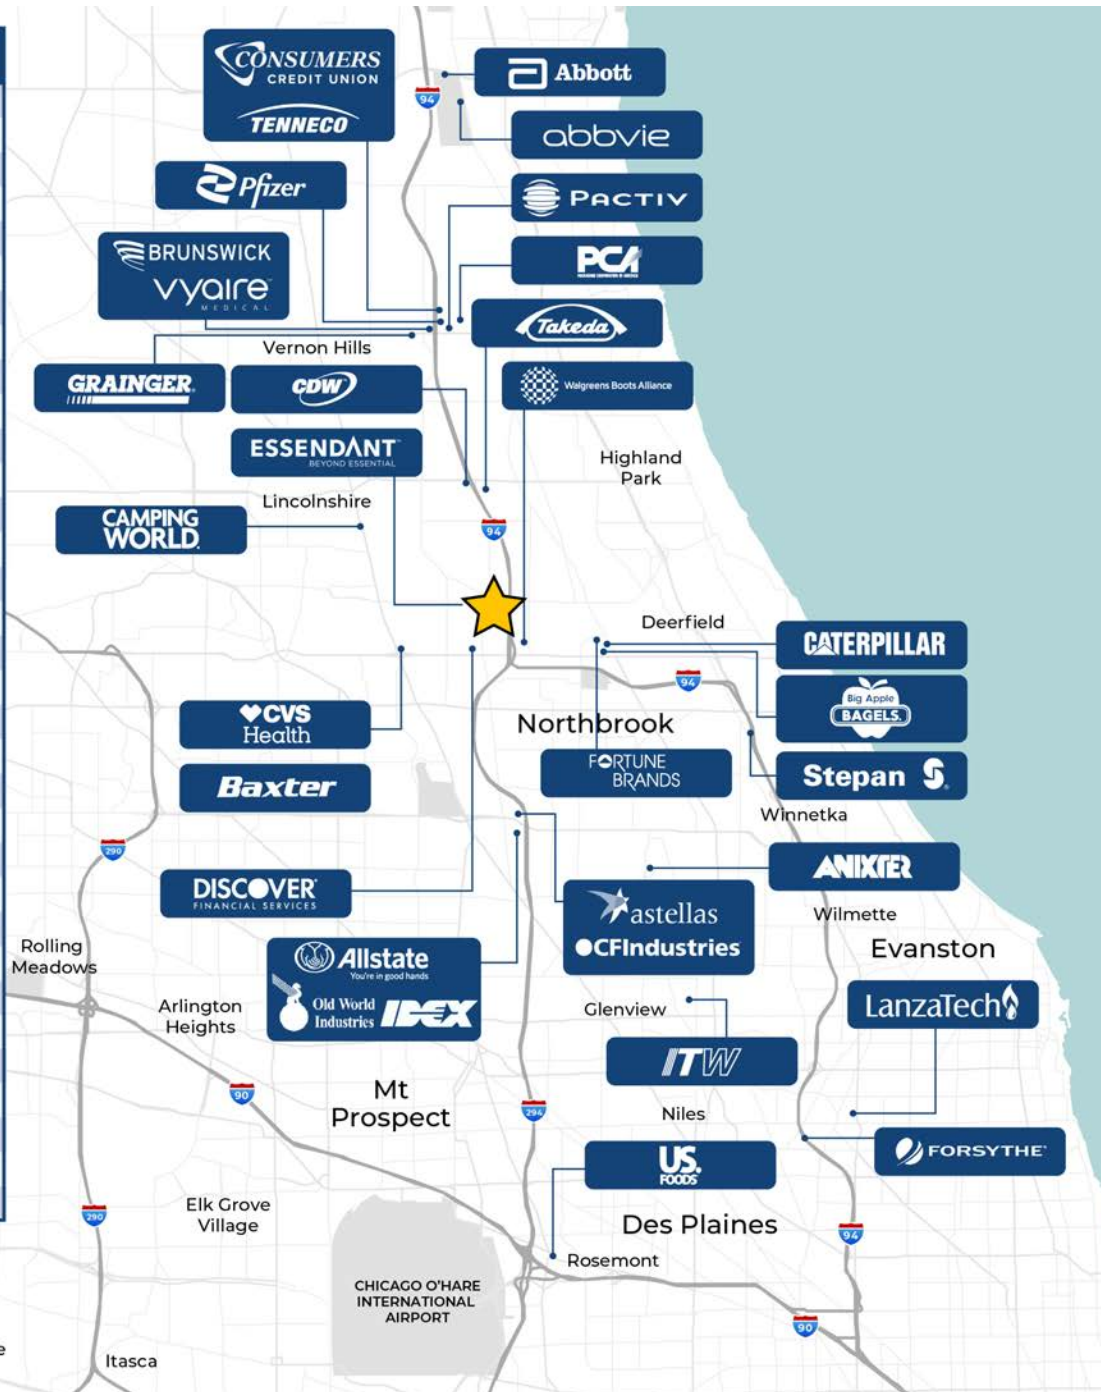 CONSUMERS
CREDIT UNION
TENNECO
94
Abbott
abbvie
Pfizer
PACTIV
BRUNSWICK
vyaire™
MEDICAL
PCA
Takeda
Vernon Hills
GRAINGER
CDW™
Walgreens Boots Alliance
ESSENDANT™
BEYOND ESSENTIAL
Highland
Park
Lincolnshire
CAMPING
WORLD.
94
Deerfield
CATERPILLAR
94
Big Apple
BAGELS.
CVS
Health
Northbrook
FORTUNE
BRANDS
Baxter
Stepan
Winnetka
290
ANIXTER
DISCOVER
FINANCIAL SERVICES
astellas
CFIndustries
Wilmette
Evanston
Rolling
Meadows
Allstate
You're in good hands
Old World
Industries
IDEX
Arlington
Heights
Glenview
LanzaTech
ITW
90
Mt
Prospect
294
Niles
FORSYTHE
US.
FOODS
290
Elk Grove
Village
Des Plaines
94
Rosemont
CHICAGO O'HARE
INTERNATIONAL
AIRPORT
90
e
Itasca